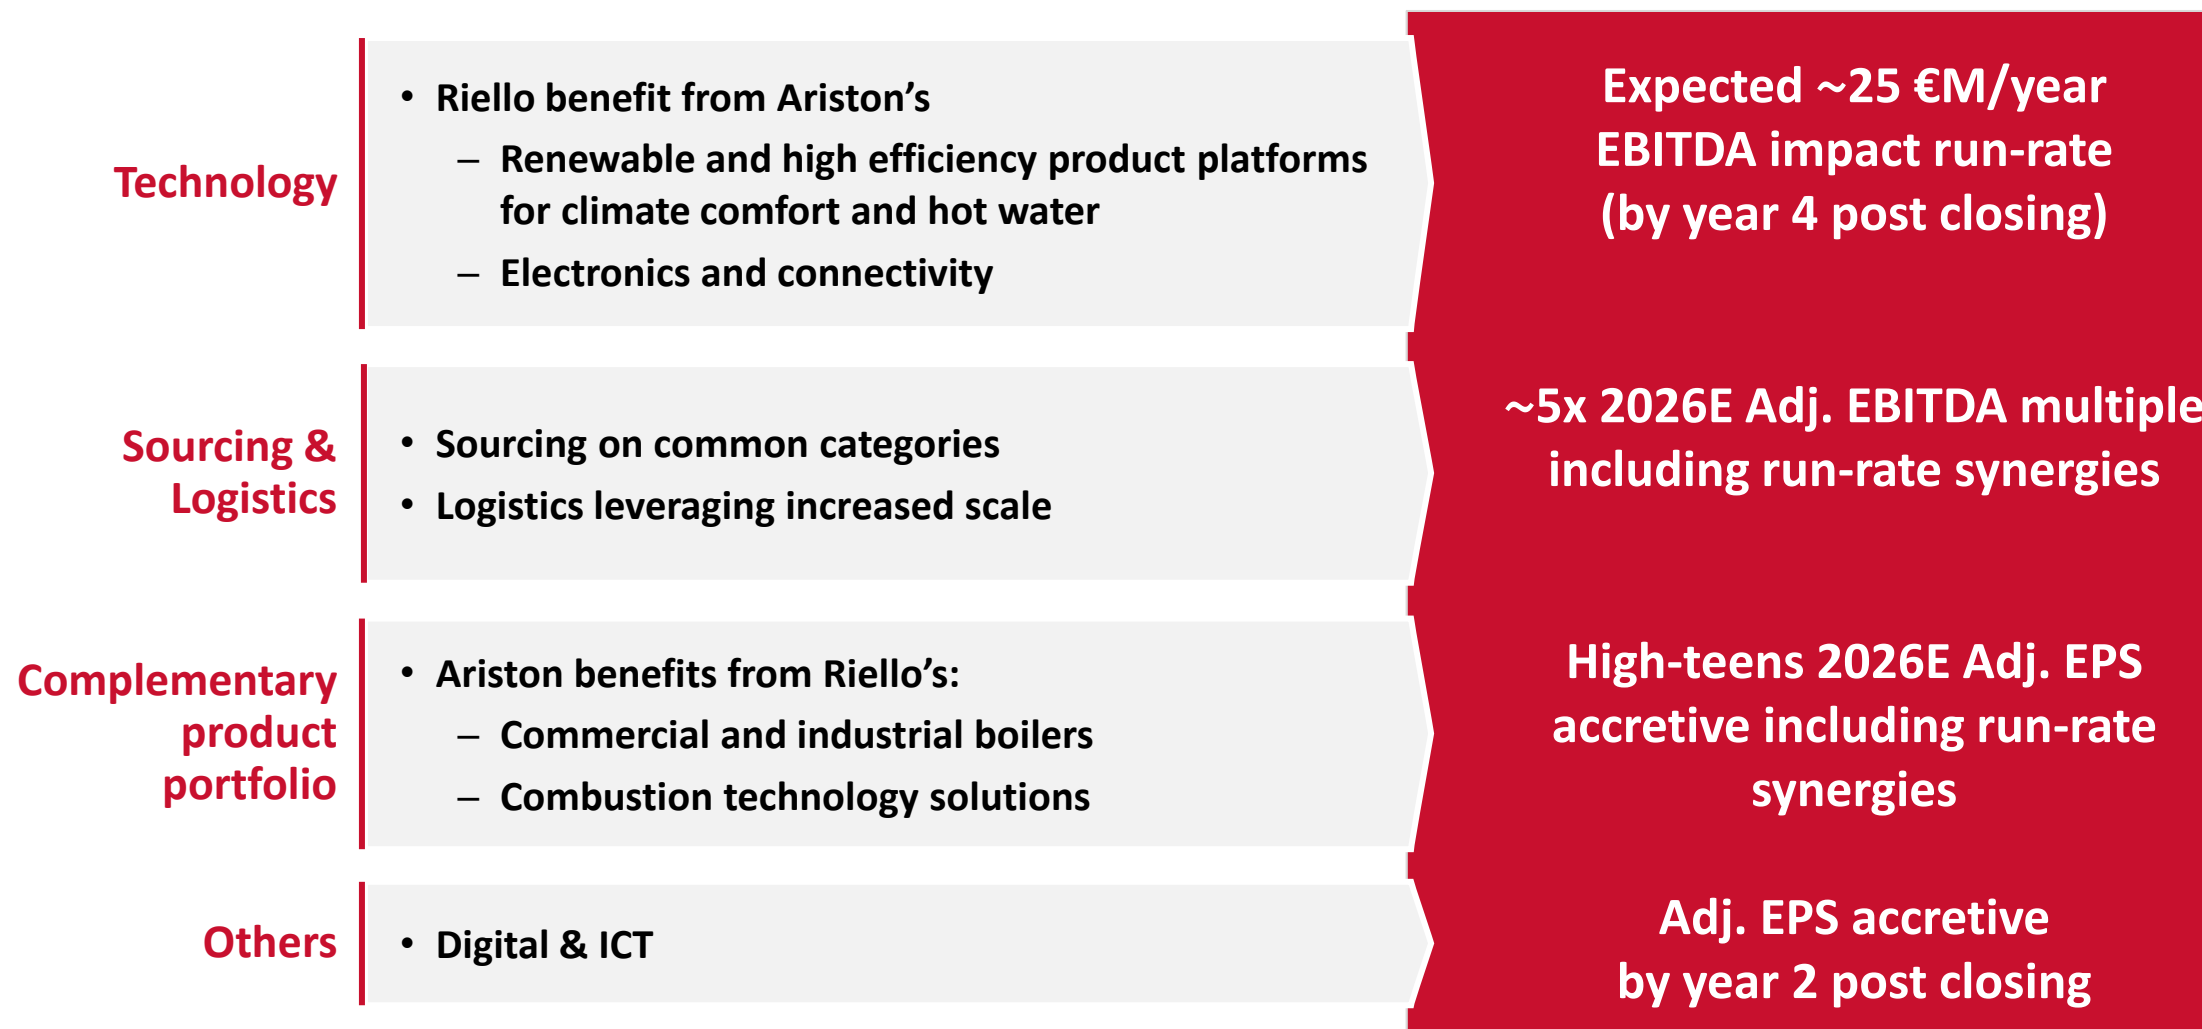 Technology
• Riello benefit from Ariston’s
– Renewable and high efficiency product platforms
for climate comfort and hot water
– Electronics and connectivity
Expected ~25 €M/year
EBITDA impact run-rate
(by year 4 post closing)
Sourcing &
Logistics
• Sourcing on common categories
• Logistics leveraging increased scale
~5x 2026E Adj. EBITDA multiple
including run-rate synergies
Complementary
product
portfolio
• Ariston benefits from Riello’s:
– Commercial and industrial boilers
– Combustion technology solutions
High-teens 2026E Adj. EPS
accretive including run-rate
synergies
Others
• Digital & ICT
Adj. EPS accretive
by year 2 post closing